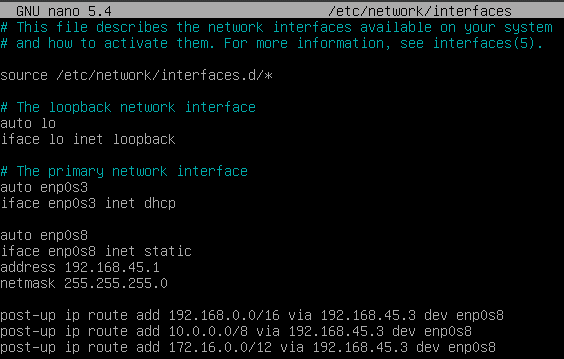 GNU nano 5.4 /etc/network/interfaces
# This file describes the network interfaces available on your system
# and how to activate them. For more information, see interfaces(5).
source /etc/network/interfaces.d/*
# The loopback network interface
auto lo
iface lo inet loopback
# The primary network interface
auto enp0s3
iface enp0s3 inet dhcp
auto enp0s8
iface enp0s8 inet static
address 192.168.45.1
netmask 255.255.255.0
post-up ip route add 192.168.0.0/16 via 192.168.45.3 dev enp0s8
post-up ip route add 10.0.0.0/8 via 192.168.45.3 dev enp0s8
post-up ip route add 172.16.0.0/12 via 192.168.45.3 dev enp0s8